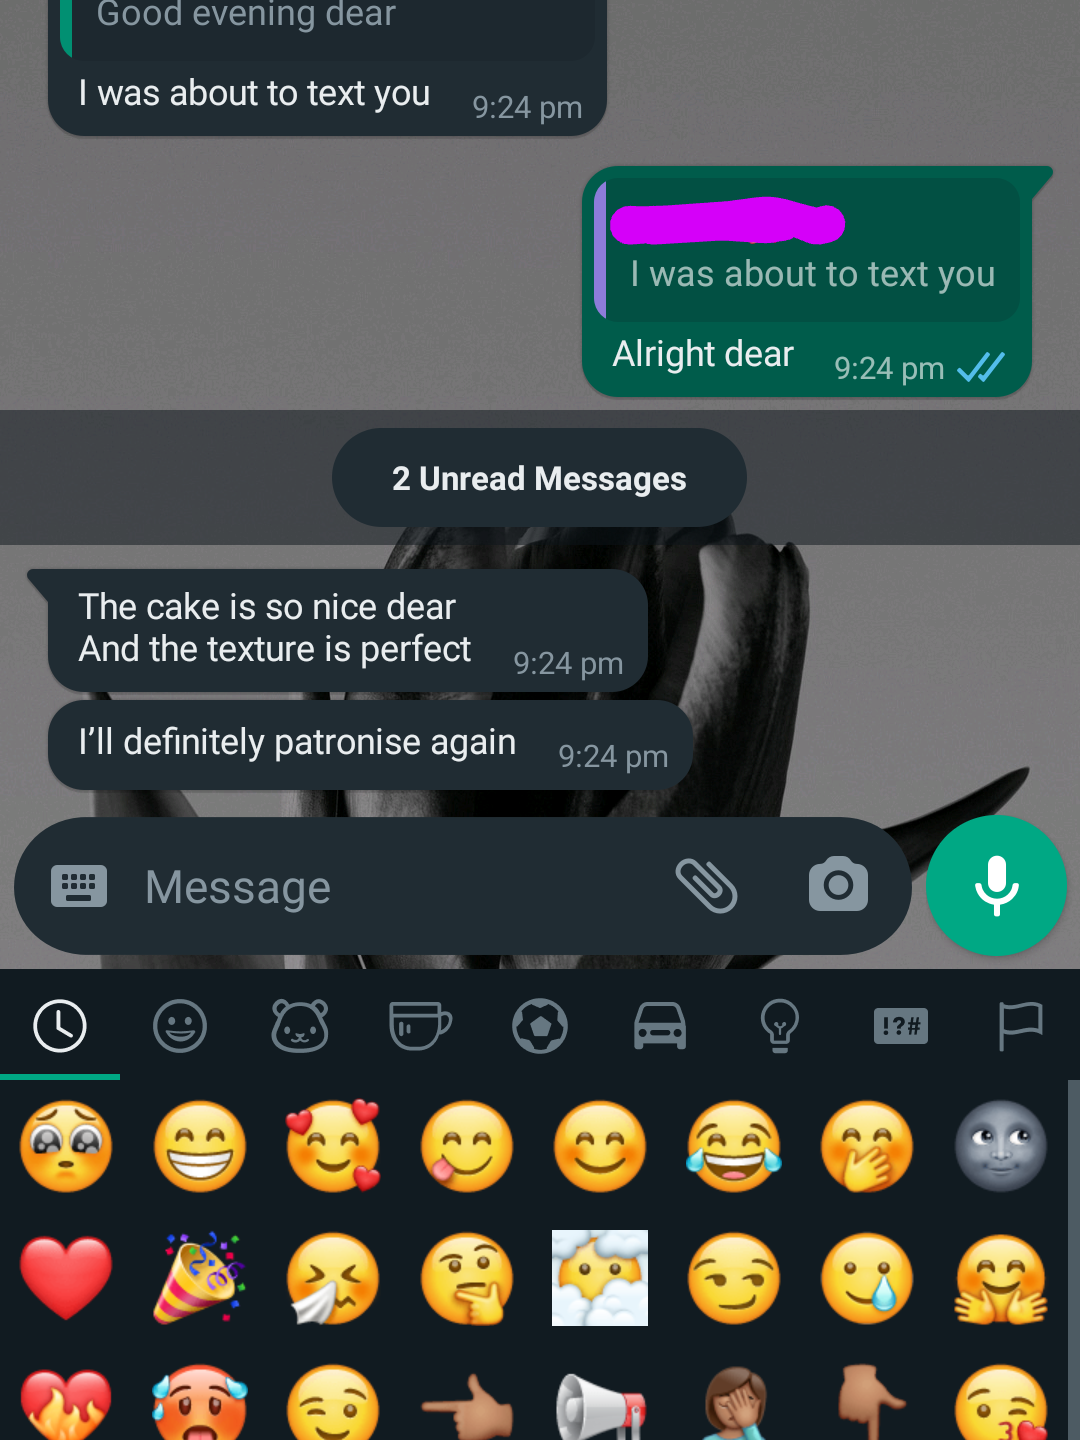 Good evening dear
I was about to text you
9:24 pm
I was about to text you
Alright dear
9:24 pm
2 Unread Messages
The cake is so nice dear
And the texture is perfect
9:24 pm
I’ll definitely patronise again
9:24 pm
Message
!?#